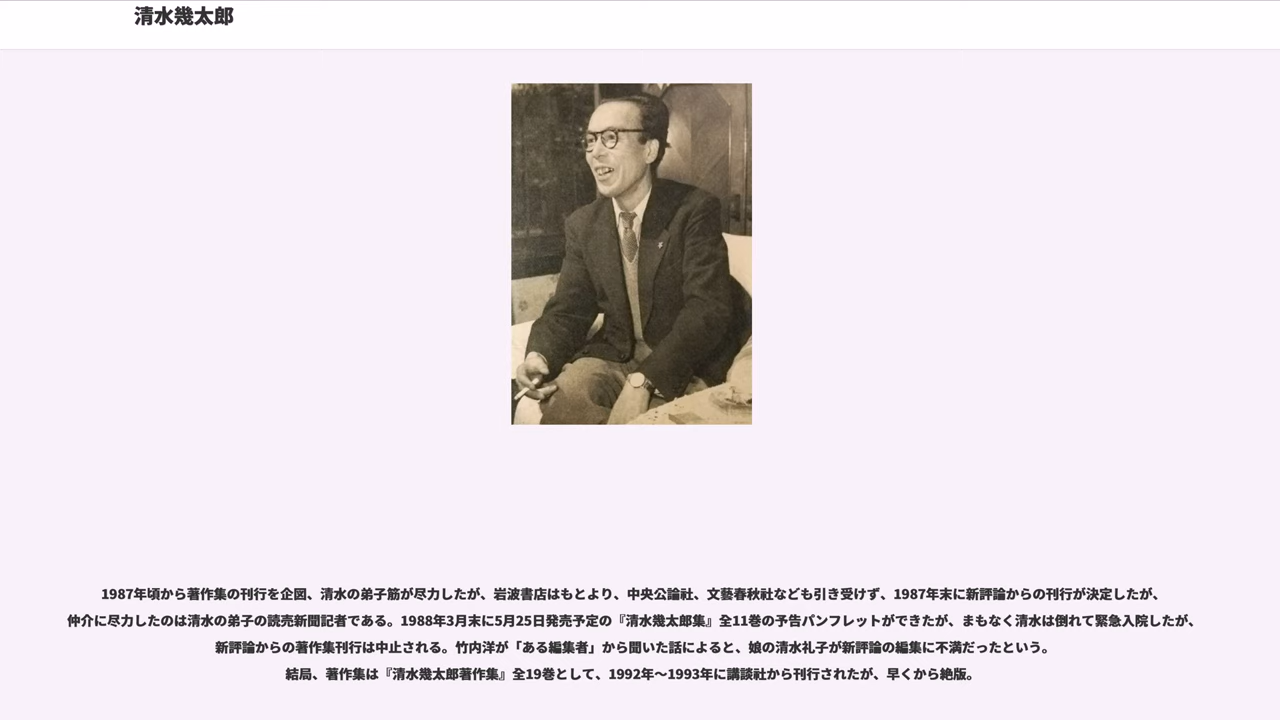 清水幾太郎
1987年頃から著作集の刊行を企図、清水の弟子筋が尽力したが、岩波書店はもとより、中央公論社、文藝春秋社なども引き受けず、1987年末に新評論からの刊行が決定したが、
仲介に尽力したのは清水の弟子の読売新聞記者である。1988年3月末に5月25日発売予定の『清水幾太郎集』全11巻の予告パンフレットができたが、まもなく清水は倒れて緊急入院したが、
新評論からの著作集刊行は中止される。竹内洋が「ある編集者」から聞いた話によると、娘の清水礼子が新評論の編集に不満だったという。
結局、著作集は『清水幾太郎著作集』全19巻として、1992年〜1993年に講談社から刊行されたが、早くから絶版。